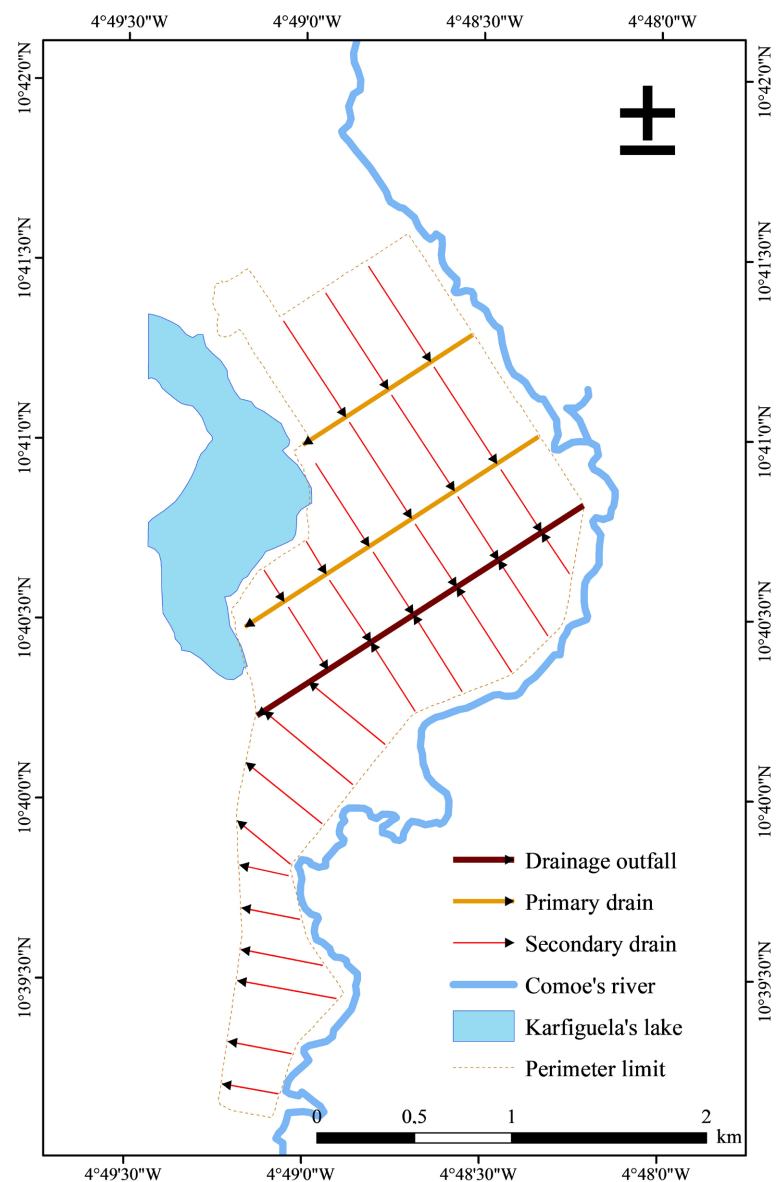 4°49'30"W 4°49'0"W 4°48'30"W 4°48'0"W
10°42'0"N 10°42'0"N
10°41'30"N 10°41'30"N
10°41'0"N 10°41'0"N
10°40'30"N 10°40'30"N
10°40'0"N 10°40'0"N
Drainage outfall
Primary drain
Secondary drain
10°39'30"N 10°39'30"N
Comoe's river
Karfiguela's lake
Perimeter limit
0 0,5 1 2
km
4°49'30"W 4°49'0"W 4°48'30"W 4°48'0"W